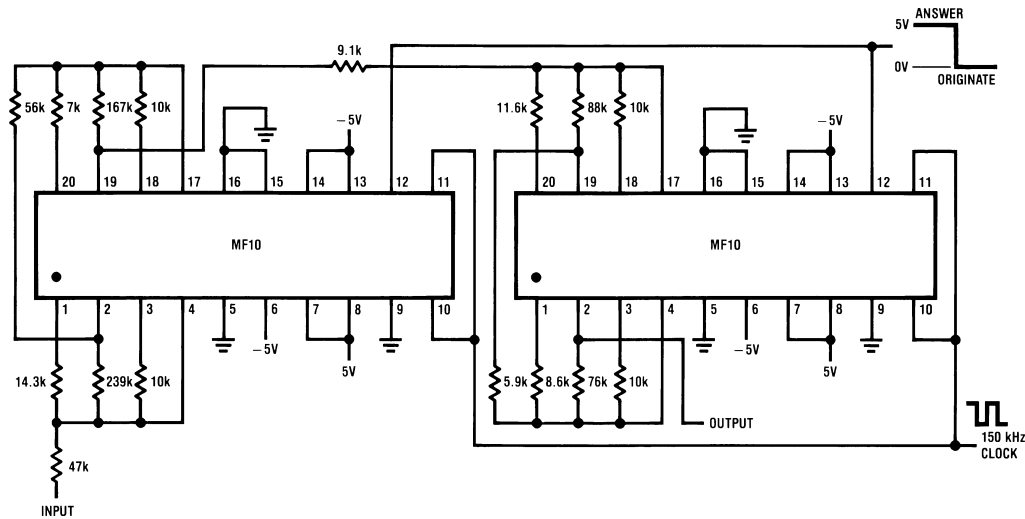 ANSWER
5V
0V
ORIGINATE
9.1k
56k
7k
167k
10k
11.6k
88k
10k
−5V
−5V
20 19 18 17 16 15 14 13 12 11
20 19 18 17 16 15 14 13 12 11
MF10
MF10
1 2 3 4 5 6 7 8 9 10
1 2 3 4 5 6 7 8 9 10
−5V
5V
−5V
5V
14.3k
239k
10k
5.9k
8.6k
76k
10k
OUTPUT
150 kHz
CLOCK
47k
INPUT